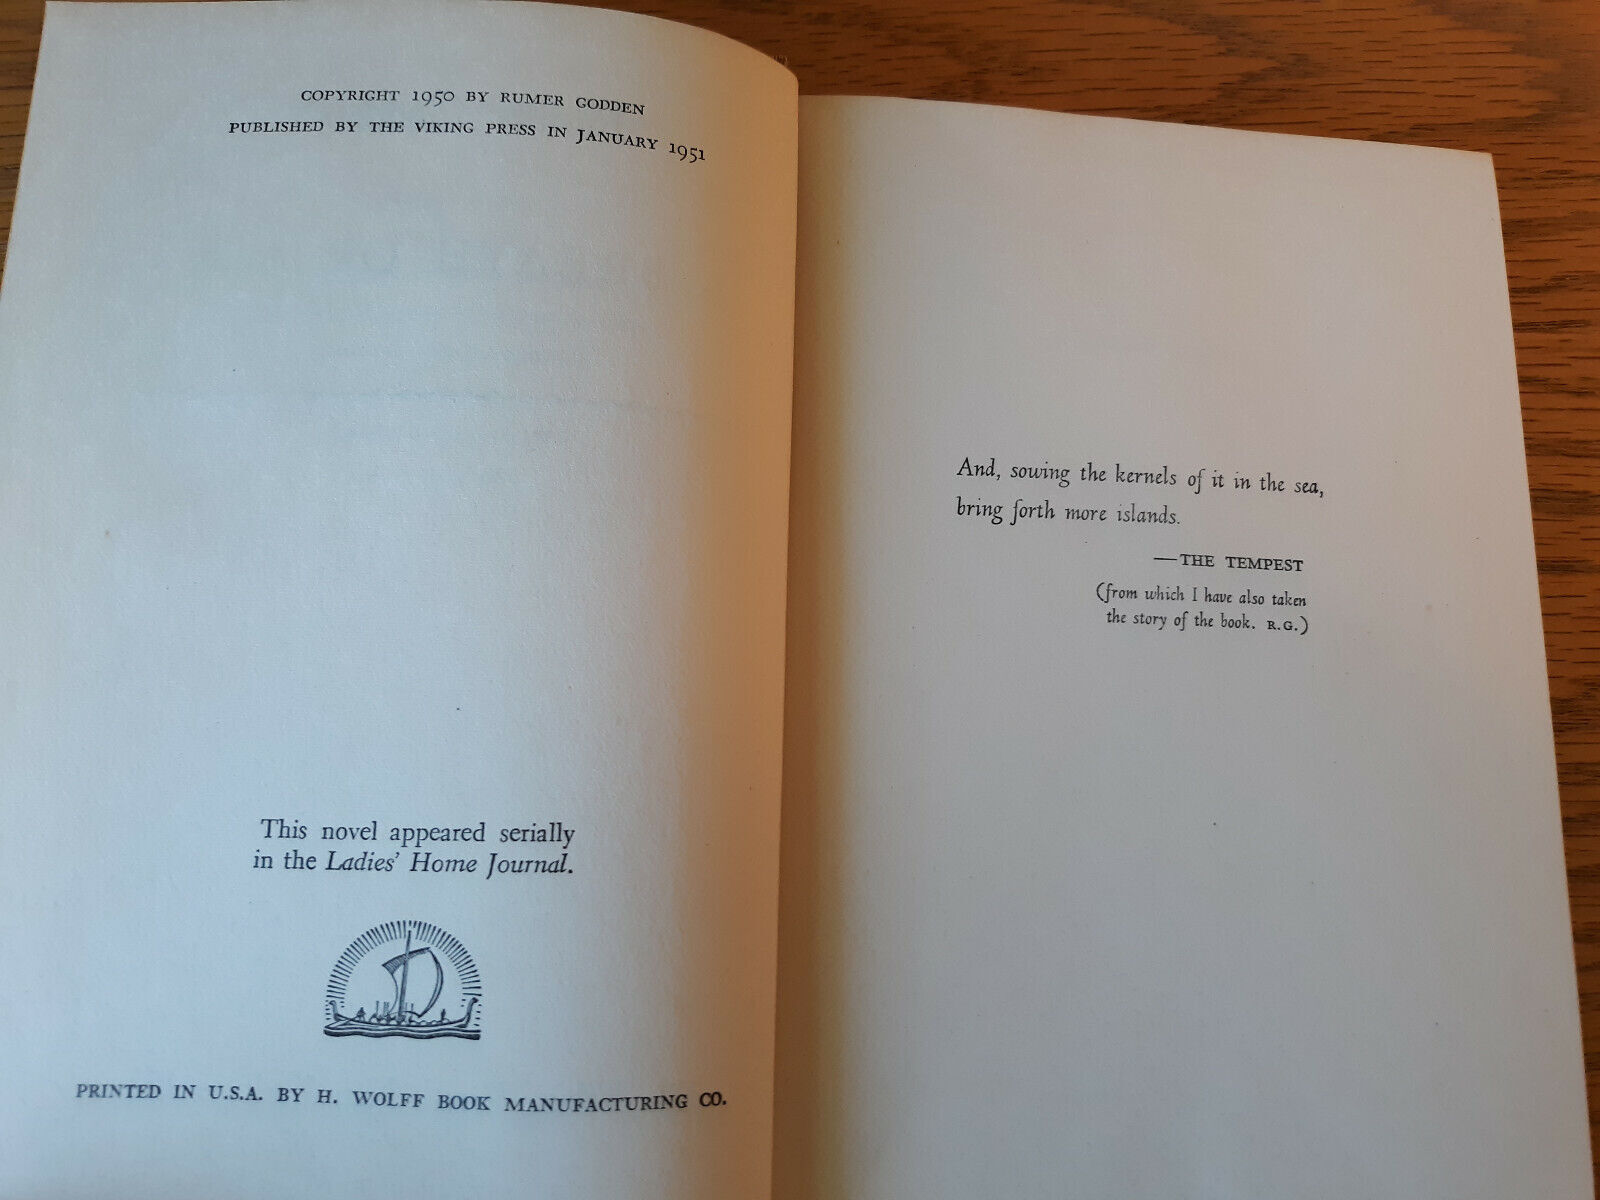 COPYRIGHT 1950 BY RUMER GODDEN
PUBLISHED BY THE VIKING PRESS IN JANUARY 1951
This novel appeared serially
in the Ladies' Home Journal.
PRINTED IN U.S.A. BY H. WOLFF BOOK MANUFACTURING CO.
And, sowing the kernels of it in the sea,
bring forth more islands.
—THE TEMPEST
(from which I have also taken
the story of the book. R.G.)